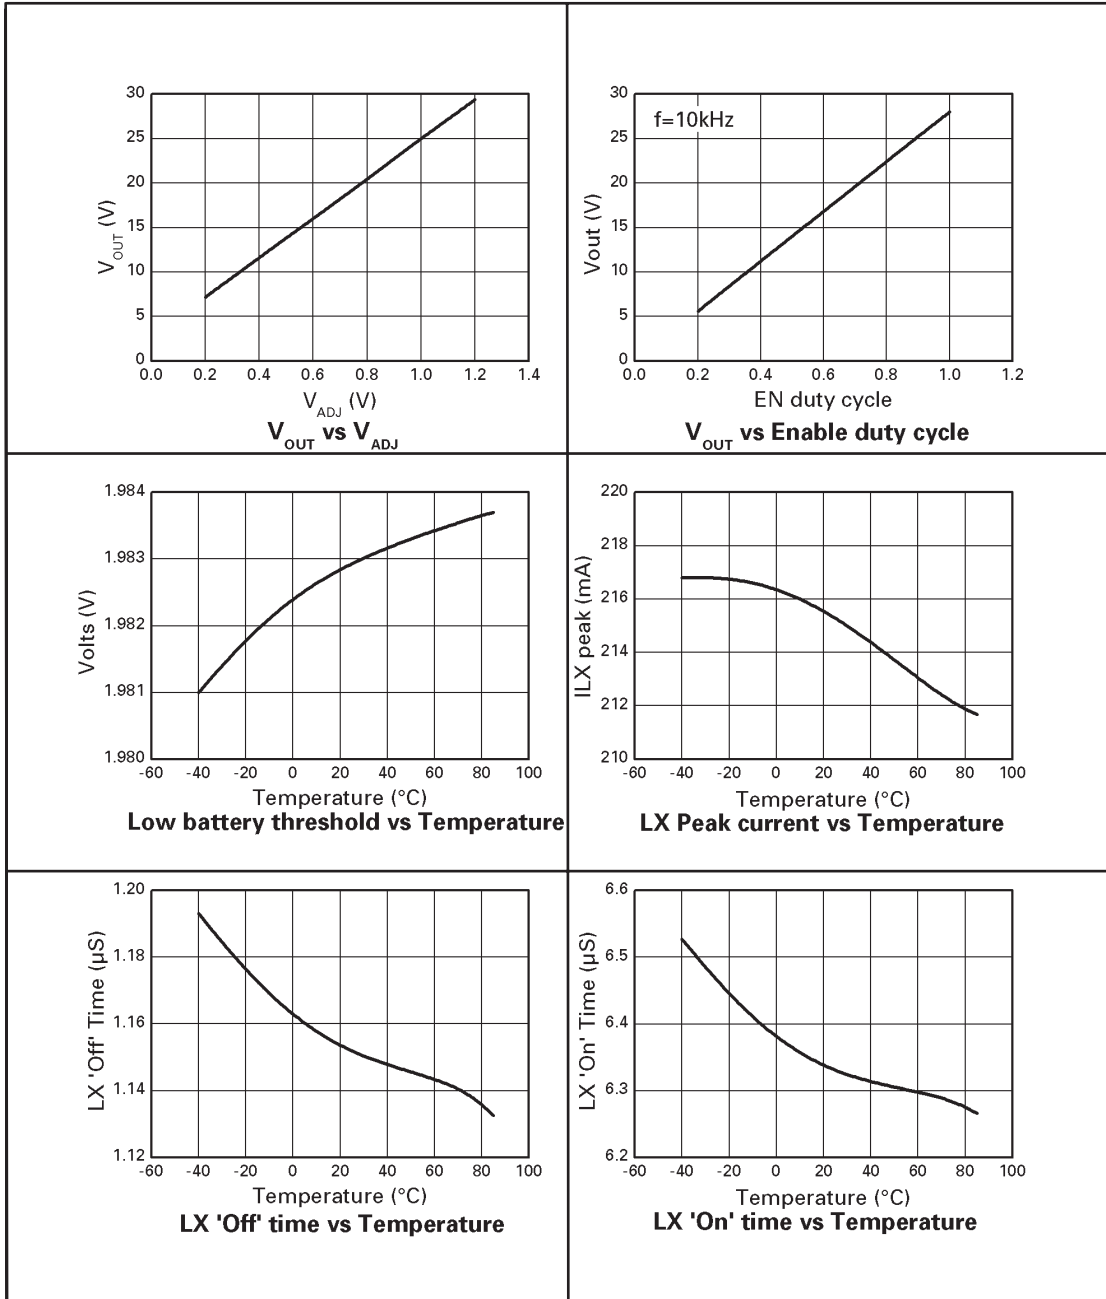 30
25
20
15
10
5
0
V_OUT (V)
0.0 0.2 0.4 0.6 0.8 1.0 1.2 1.4
V_ADJ (V)
V_OUT vs V_ADJ
f=10kHz
30
25
20
15
10
5
0
Vout (V)
0.0 0.2 0.4 0.6 0.8 1.0 1.2
EN duty cycle
V_OUT vs Enable duty cycle
1.984
1.983
1.982
1.981
1.980
Volts (V)
-60 -40 -20 0 20 40 60 80 100
Temperature (°C)
Low battery threshold vs Temperature
220
218
216
214
212
210
ILX peak (mA)
-60 -40 -20 0 20 40 60 80 100
Temperature (°C)
LX Peak current vs Temperature
1.20
1.18
1.16
1.14
1.12
LX 'Off' Time (µS)
-60 -40 -20 0 20 40 60 80 100
Temperature (°C)
LX 'Off' time vs Temperature
6.6
6.5
6.4
6.3
6.2
LX 'On' Time (µS)
-60 -40 -20 0 20 40 60 80 100
Temperature (°C)
LX 'On' time vs Temperature